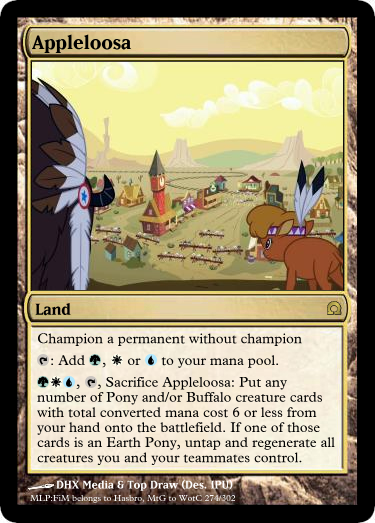 Appleloosa
Land
Champion a permanent without champion
: Add , or to your mana pool.
, , Sacrifice Appleloosa: Put any
number of Pony and/or Buffalo creature cards
with total converted mana cost 6 or less from
your hand onto the battlefield. If one of those
cards is an Earth Pony, untap and regenerate all
creatures you and your teammates control.
DHX Media & Top Draw (Des. IPU)
MLP:FiM belongs to Hasbro, MtG to WotC 274/302